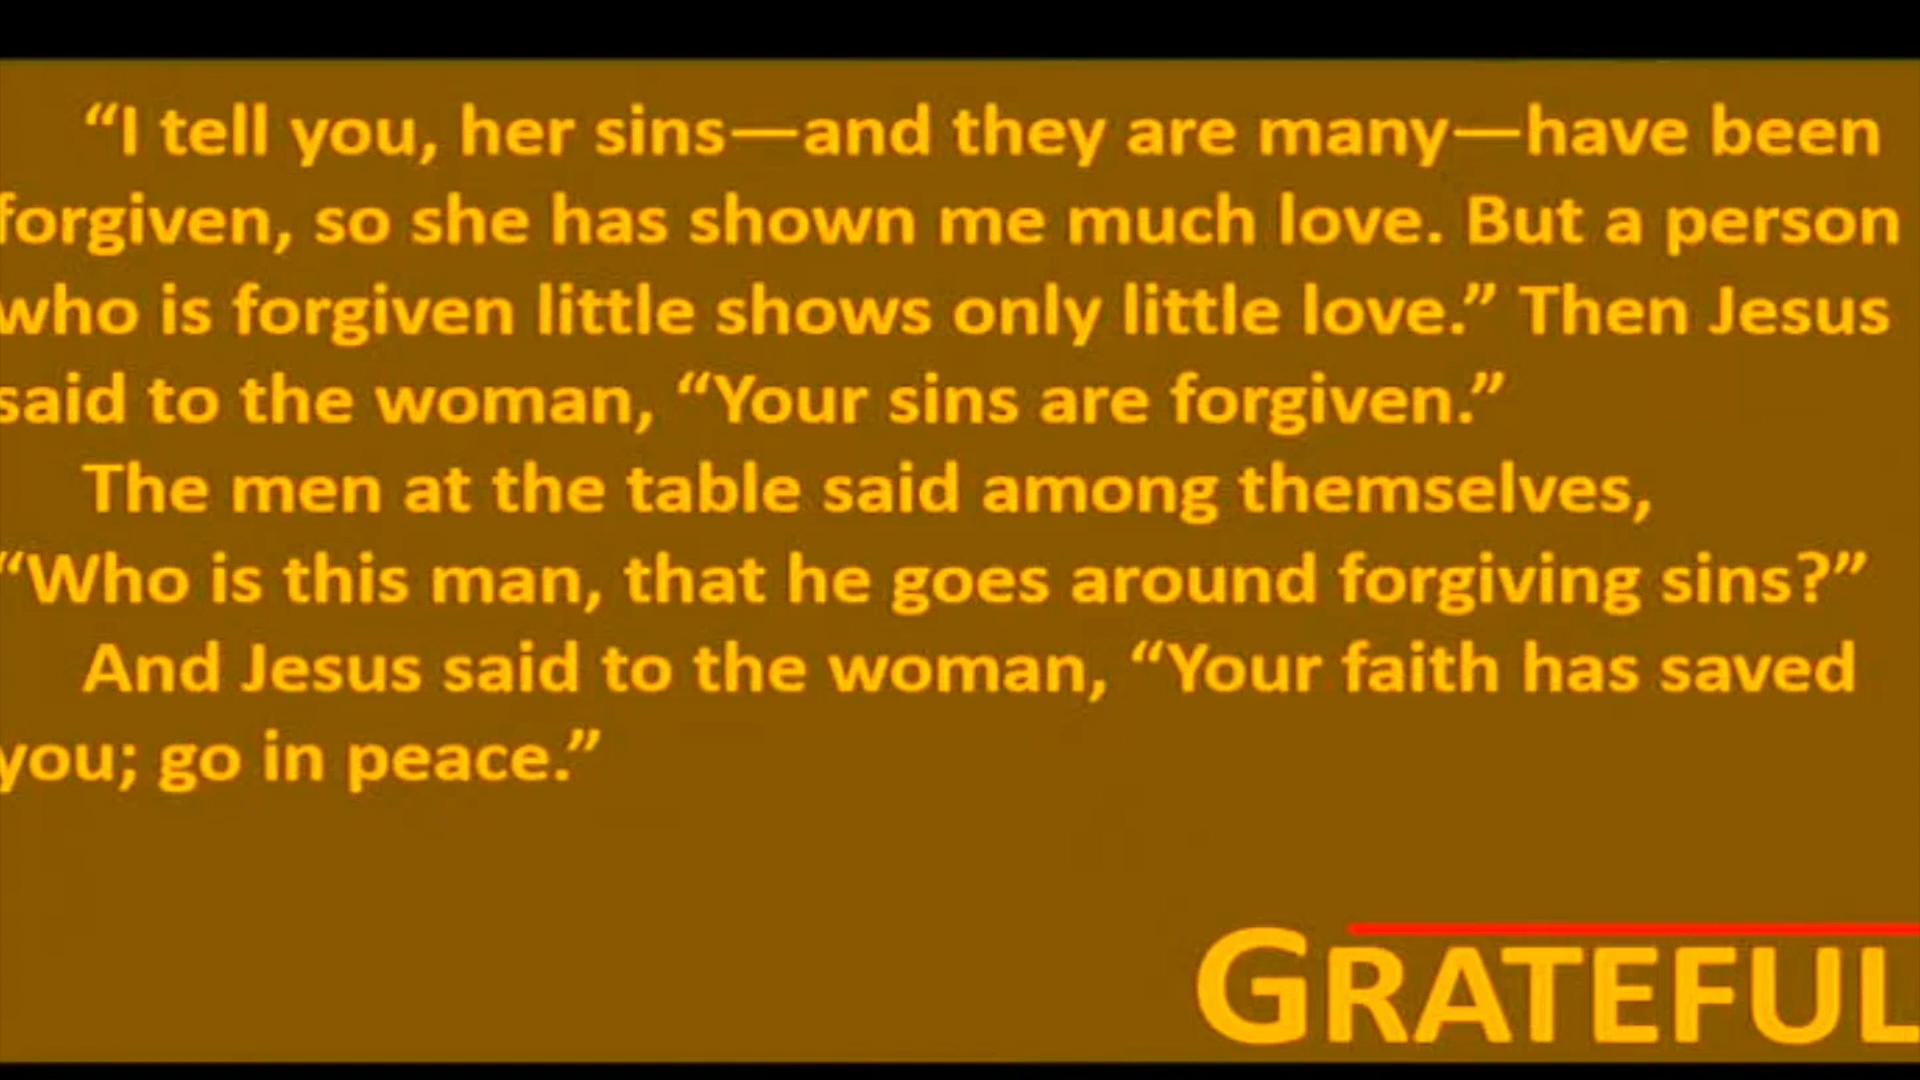 “I tell you, her sins—and they are many—have been
forgiven, so she has shown me much love. But a person
who is forgiven little shows only little love.” Then Jesus
said to the woman, “Your sins are forgiven.”
The men at the table said among themselves,
“Who is this man, that he goes around forgiving sins?”
And Jesus said to the woman, “Your faith has saved
you; go in peace.”
GRATEFUL